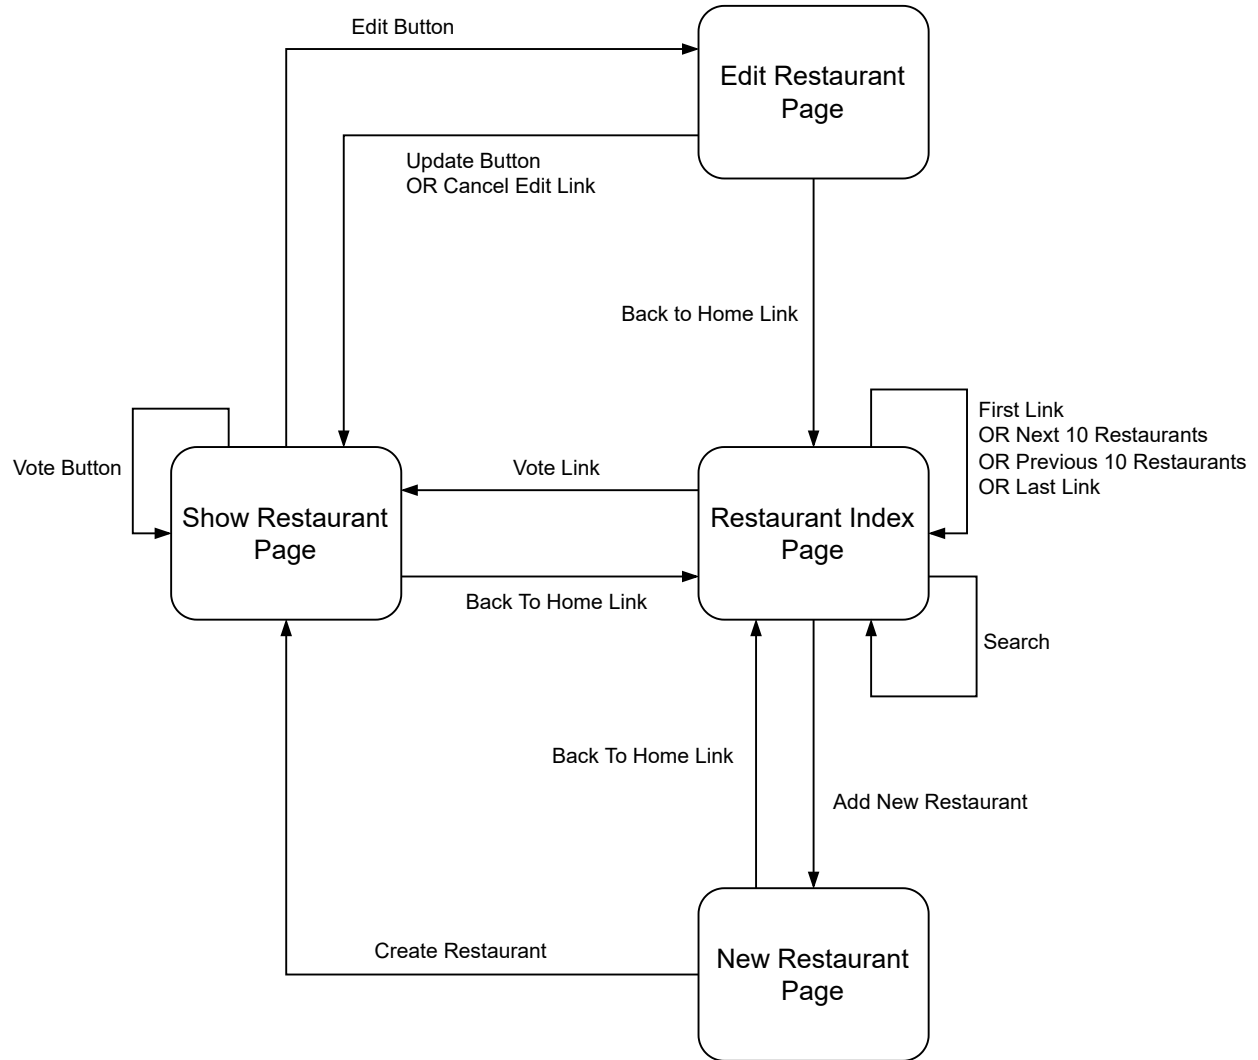 Edit Button
Edit Restaurant
Page
Update Button
OR Cancel Edit Link
Back to Home Link
First Link
OR Next 10 Restaurants
OR Previous 10 Restaurants
OR Last Link
Vote Button
Vote Link
Show Restaurant
Page
Restaurant Index
Page
Back To Home Link
Search
Back To Home Link
Add New Restaurant
Create Restaurant
New Restaurant
Page